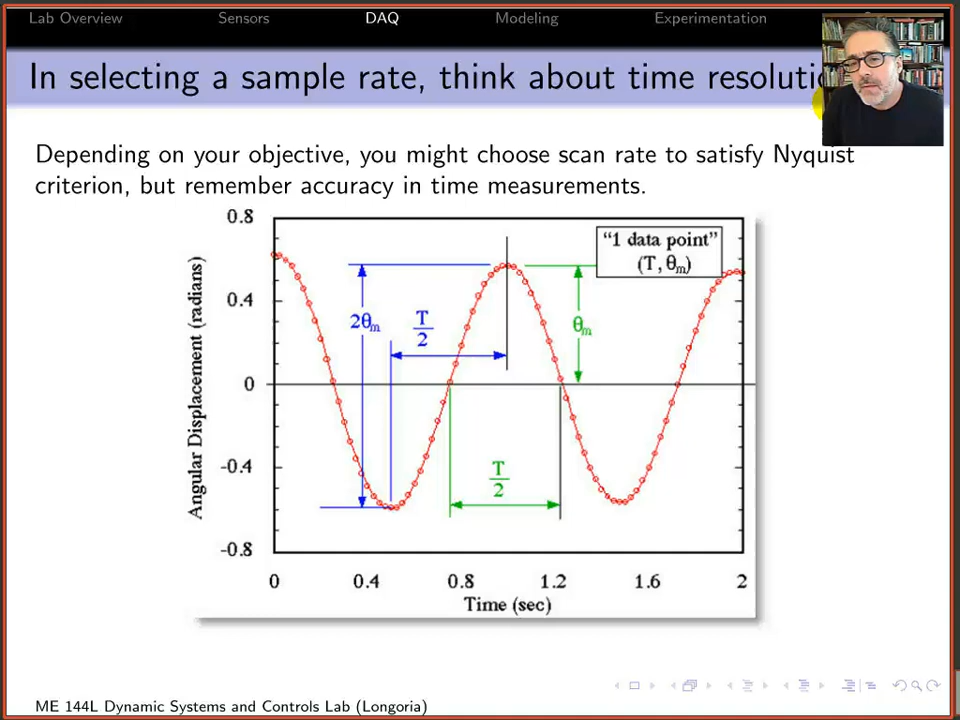 Lab Overview Sensors DAQ Modeling Experimentation
In selecting a sample rate, think about time
Depending on your objective, you might choose scan rate to satisfy Nyquist
criterion, but remember accuracy in time measurements.
0.8
0.4
0
-0.4
-0.8
Angular Displacement (radians)
"1 data point"
(T, θm)
2θm
T
2
θm
T
2
0 0.4 0.8 1.2 1.6 2
Time (sec)
ME 144L Dynamic Systems and Controls Lab (Longoria)